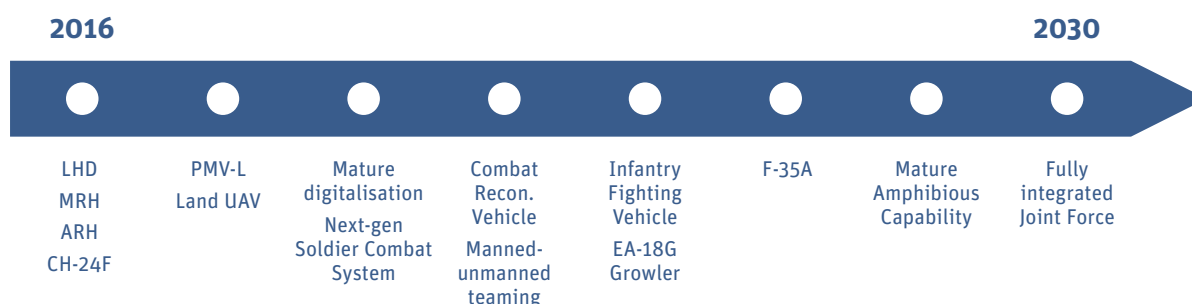 2016
2030
LHD
MRH
ARH
CH-24F
PMV-L
Land UAV
Mature
digitalisation
Next-gen
Soldier Combat
System
Combat
Recon.
Vehicle
Manned-
unmanned
teaming
Infantry
Fighting
Vehicle
EA-18G
Growler
F-35A
Mature
Amphibious
Capability
Fully
integrated
Joint Force